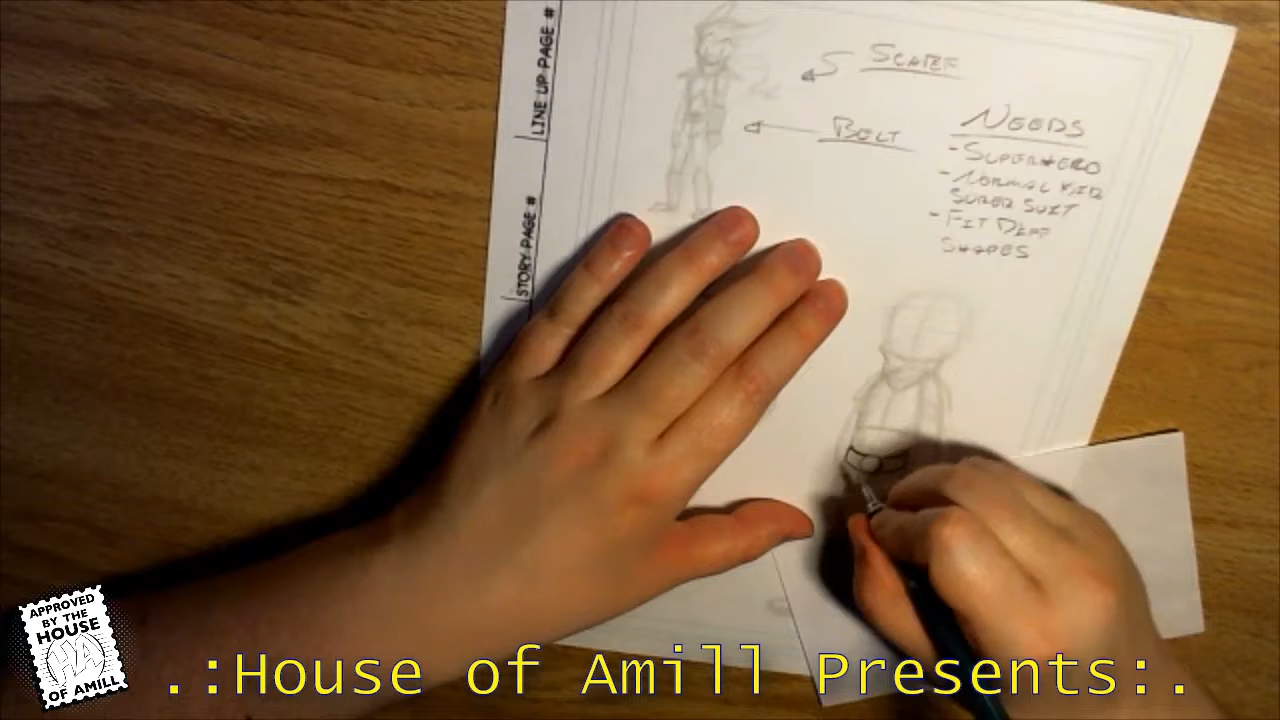 LINE UP PAGE #
STORY PAGE #
SCARF
BELT
NEEDS
- SUPERHERO
- NORMAL KID
SUPER SUIT
- FIT DIFF
SHAPES
APPROVED
BY THE
HOUSE
HA
OF AMILL
.:House of Amill Presents:.